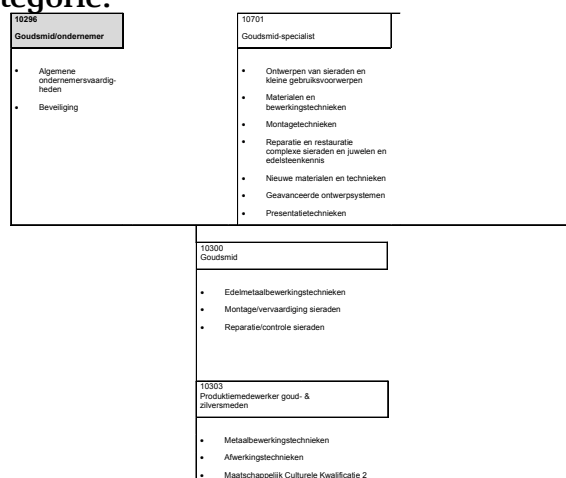 tegorie:
10296
Goudsmid/ondernemer
• Algemene
ondernemersvaardig-
heden
• Beveiliging
10701
Goudsmid-specialist
• Ontwerpen van sieraden en
kleine gebruiksvoorwerpen
• Materialen en
bewerkingstechnieken
• Montagetechnieken
• Reparatie en restauratie
complexe sieraden en juwelen en
edelsteenkennis
• Nieuwe materialen en technieken
• Geavanceerde ontwerpsystemen
• Presentatietechnieken
10300
Goudsmid
• Edelmetaalbewerkingstechnieken
• Montage/vervaardiging sieraden
• Reparatie/controle sieraden
10303
Produktiemedewerker goud- &
zilversmeden
• Metaalbewerkingstechnieken
• Afwerkingstechnieken
• Maatschappelijk Culturele Kwalificatie 2